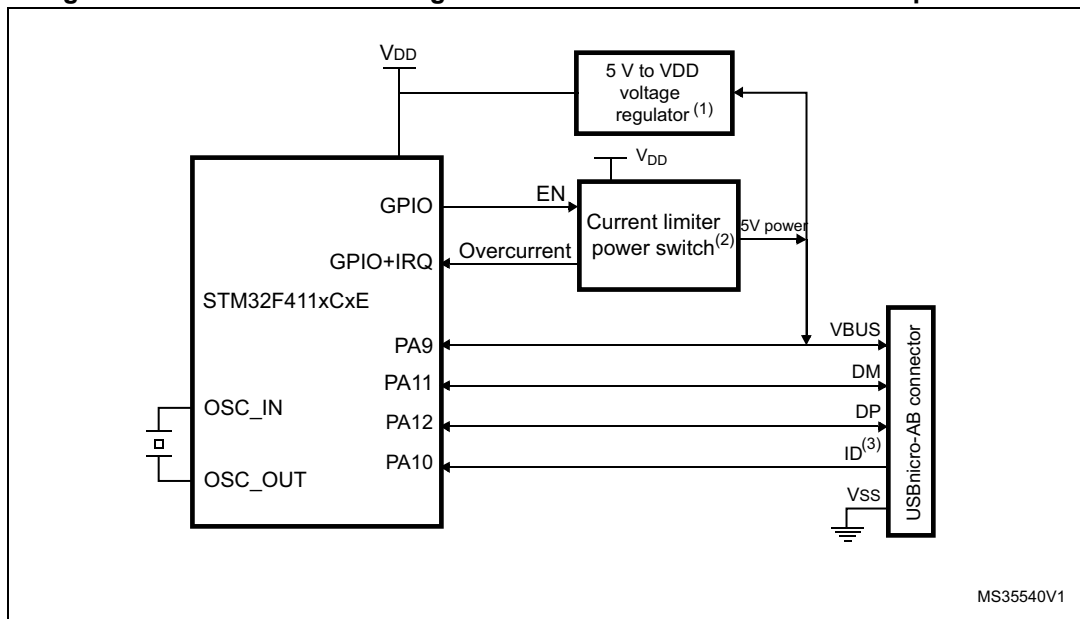 VDD
5 V to VDD
voltage
regulator (1)
VDD
GPIO
EN
Current limiter
power switch(2)
5V power
GPIO+IRQ
Overcurrent
STM32F411xCxE
PA9
VBUS
PA11
DM
OSC_IN
PA12
DP
PA10
ID(3)
OSC_OUT
VSS
USBnicro-AB connector
MS35540V1